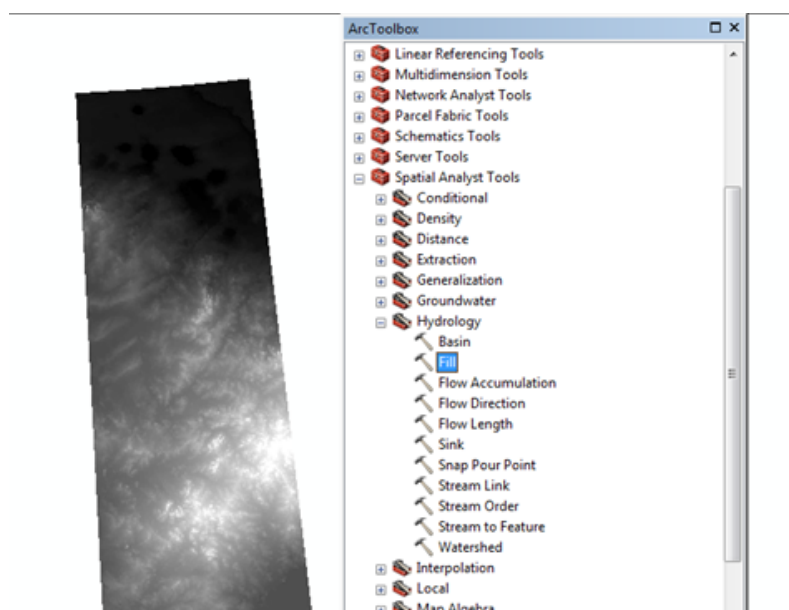 ArcToolbox
Linear Referencing Tools
Multidimension Tools
Network Analyst Tools
Parcel Fabric Tools
Schematics Tools
Server Tools
Spatial Analyst Tools
Conditional
Density
Distance
Extraction
Generalization
Groundwater
Hydrology
Basin
Fill
Flow Accumulation
Flow Direction
Flow Length
Sink
Snap Pour Point
Stream Link
Stream Order
Stream to Feature
Watershed
Interpolation
Local
Map Algebra